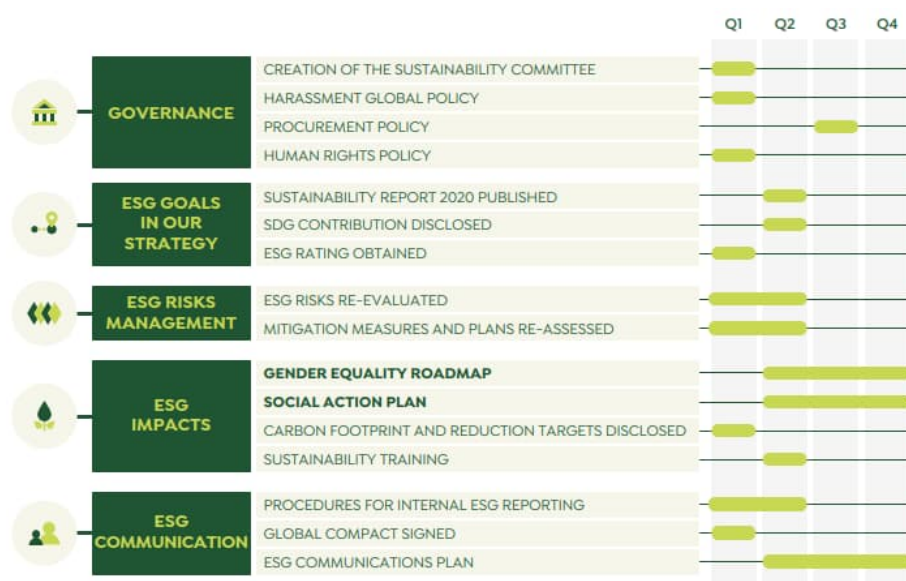 Q1 Q2 Q3 Q4
GOVERNANCE
CREATION OF THE SUSTAINABILITY COMMITTEE
HARASSMENT GLOBAL POLICY
PROCUREMENT POLICY
HUMAN RIGHTS POLICY
ESG GOALS
IN OUR
STRATEGY
SUSTAINABILITY REPORT 2020 PUBLISHED
SDG CONTRIBUTION DISCLOSED
ESG RATING OBTAINED
ESG RISKS
MANAGEMENT
ESG RISKS RE-EVALUATED
MITIGATION MEASURES AND PLANS RE-ASSESSED
ESG
IMPACTS
GENDER EQUALITY ROADMAP
SOCIAL ACTION PLAN
CARBON FOOTPRINT AND REDUCTION TARGETS DISCLOSED
SUSTAINABILITY TRAINING
ESG
COMMUNICATION
PROCEDURES FOR INTERNAL ESG REPORTING
GLOBAL COMPACT SIGNED
ESG COMMUNICATIONS PLAN